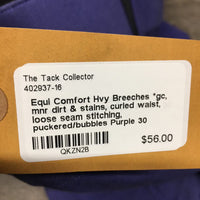 The Tack Collector
402937-16
Equi Comfort Hvy Breeches *gc,
mnr dirt & stains, curled waist,
loose seam stitching,
puckered/bubbles Purple 30
$56.00
QKZN2B